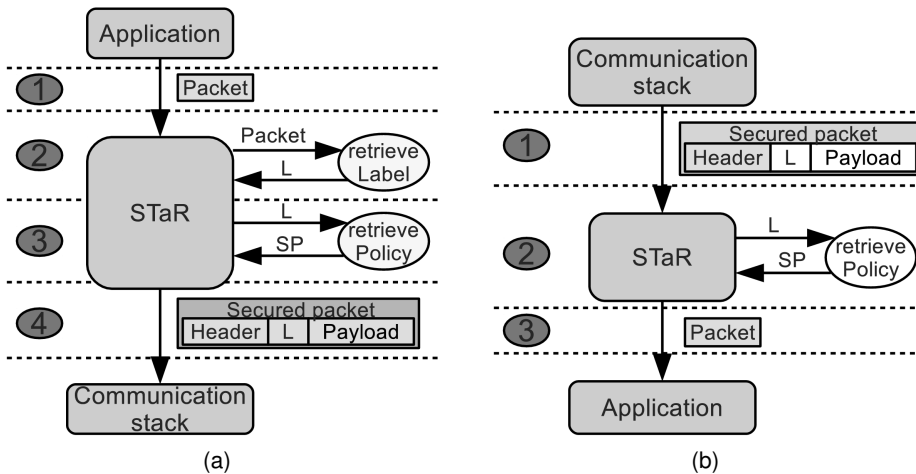 Application
1
Packet
2
Packet
L
retrieve
Label
STaR
3
L
SP
retrieve
Policy
4
Secured packet
Header
L
Payload
Communication
stack
(a)
Communication
stack
1
Secured packet
Header
L
Payload
2
STaR
L
SP
retrieve
Policy
3
Packet
Application
(b)